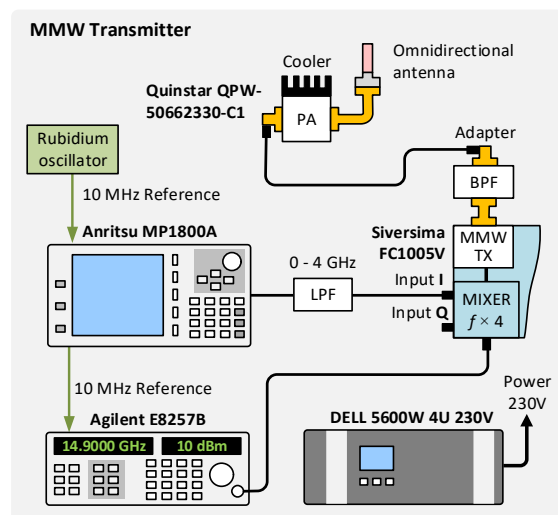 MMW Transmitter
Cooler
Omnidirectional
antenna
Quinstar QPW-
50662330-C1
PA
Rubidium
oscillator
Adapter
BPF
10 MHz Reference
Anritsu MP1800A
Siversima
FC1005V
MMW
TX
0 - 4 GHz
Input I
LPF
MIXER
f × 4
Input Q
10 MHz Reference
Power
230V
Agilent E8257B
DELL 5600W 4U 230V
14.9000 GHz
10 dBm